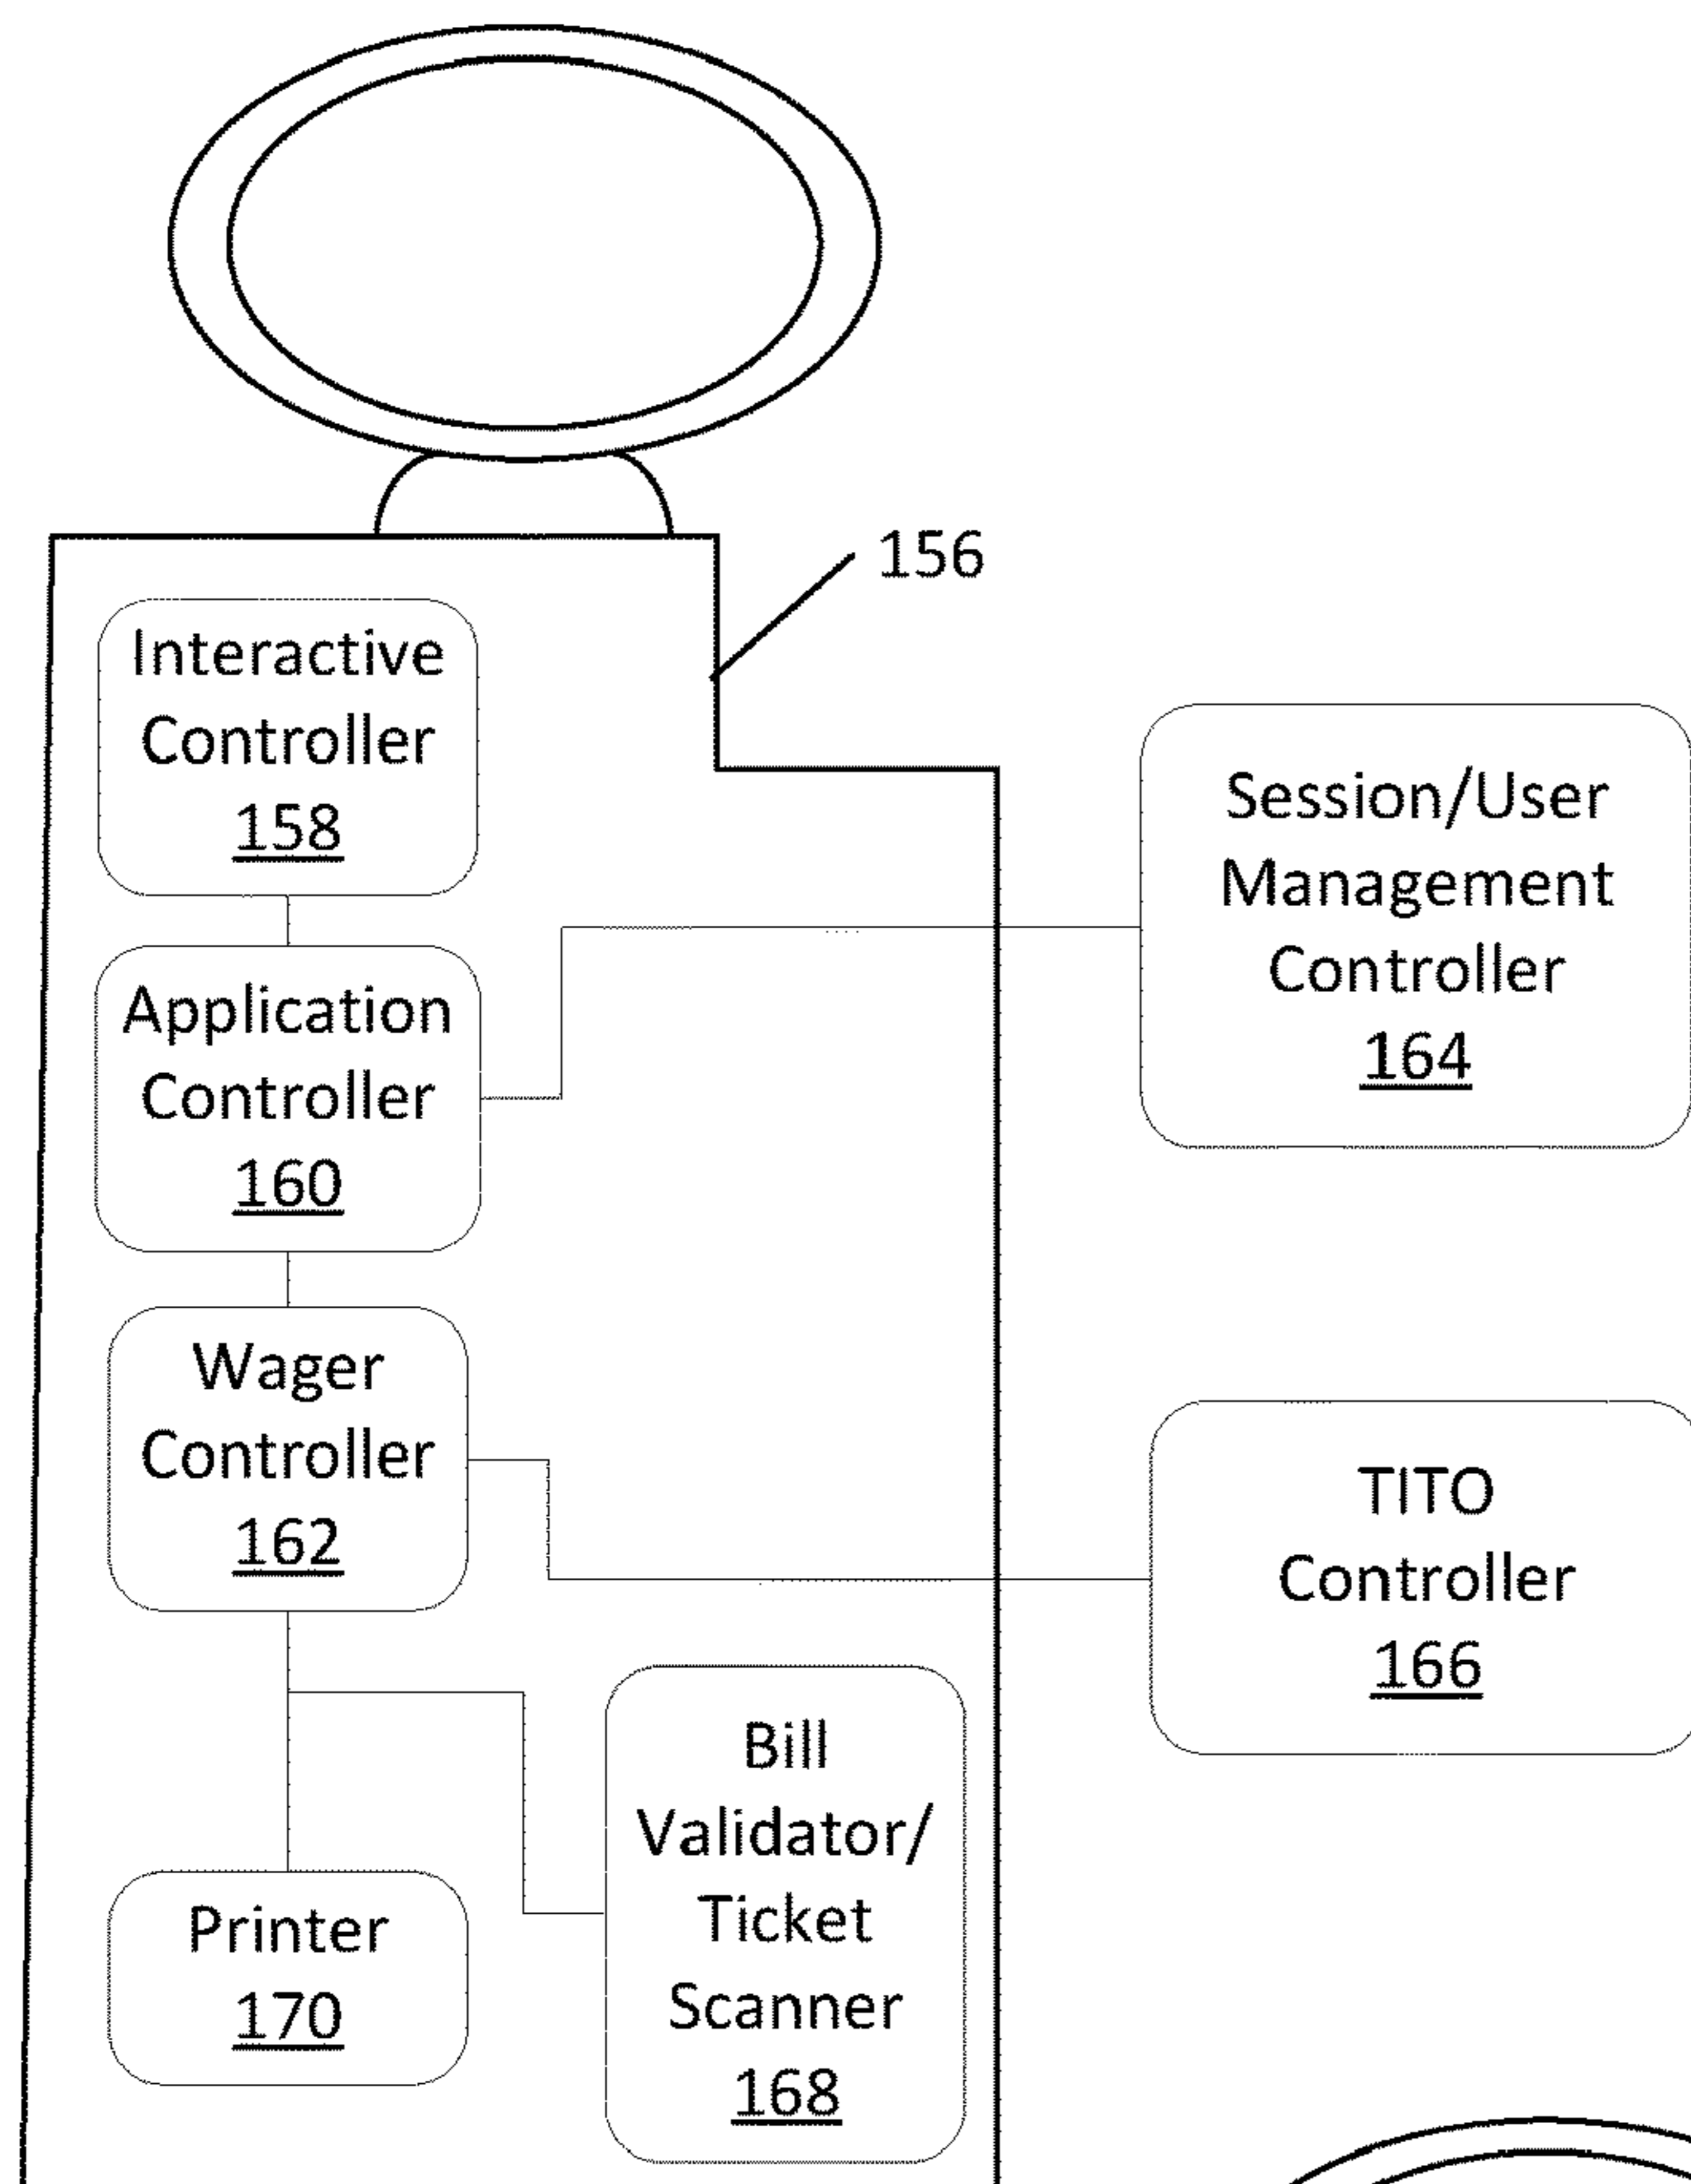 156
Interactive
Controller
158
Session/User
Management
Controller
164
Application
Controller
160
Wager
Controller
162
TITO
Controller
166
Bill
Validator/
Ticket
Scanner
168
Printer
170